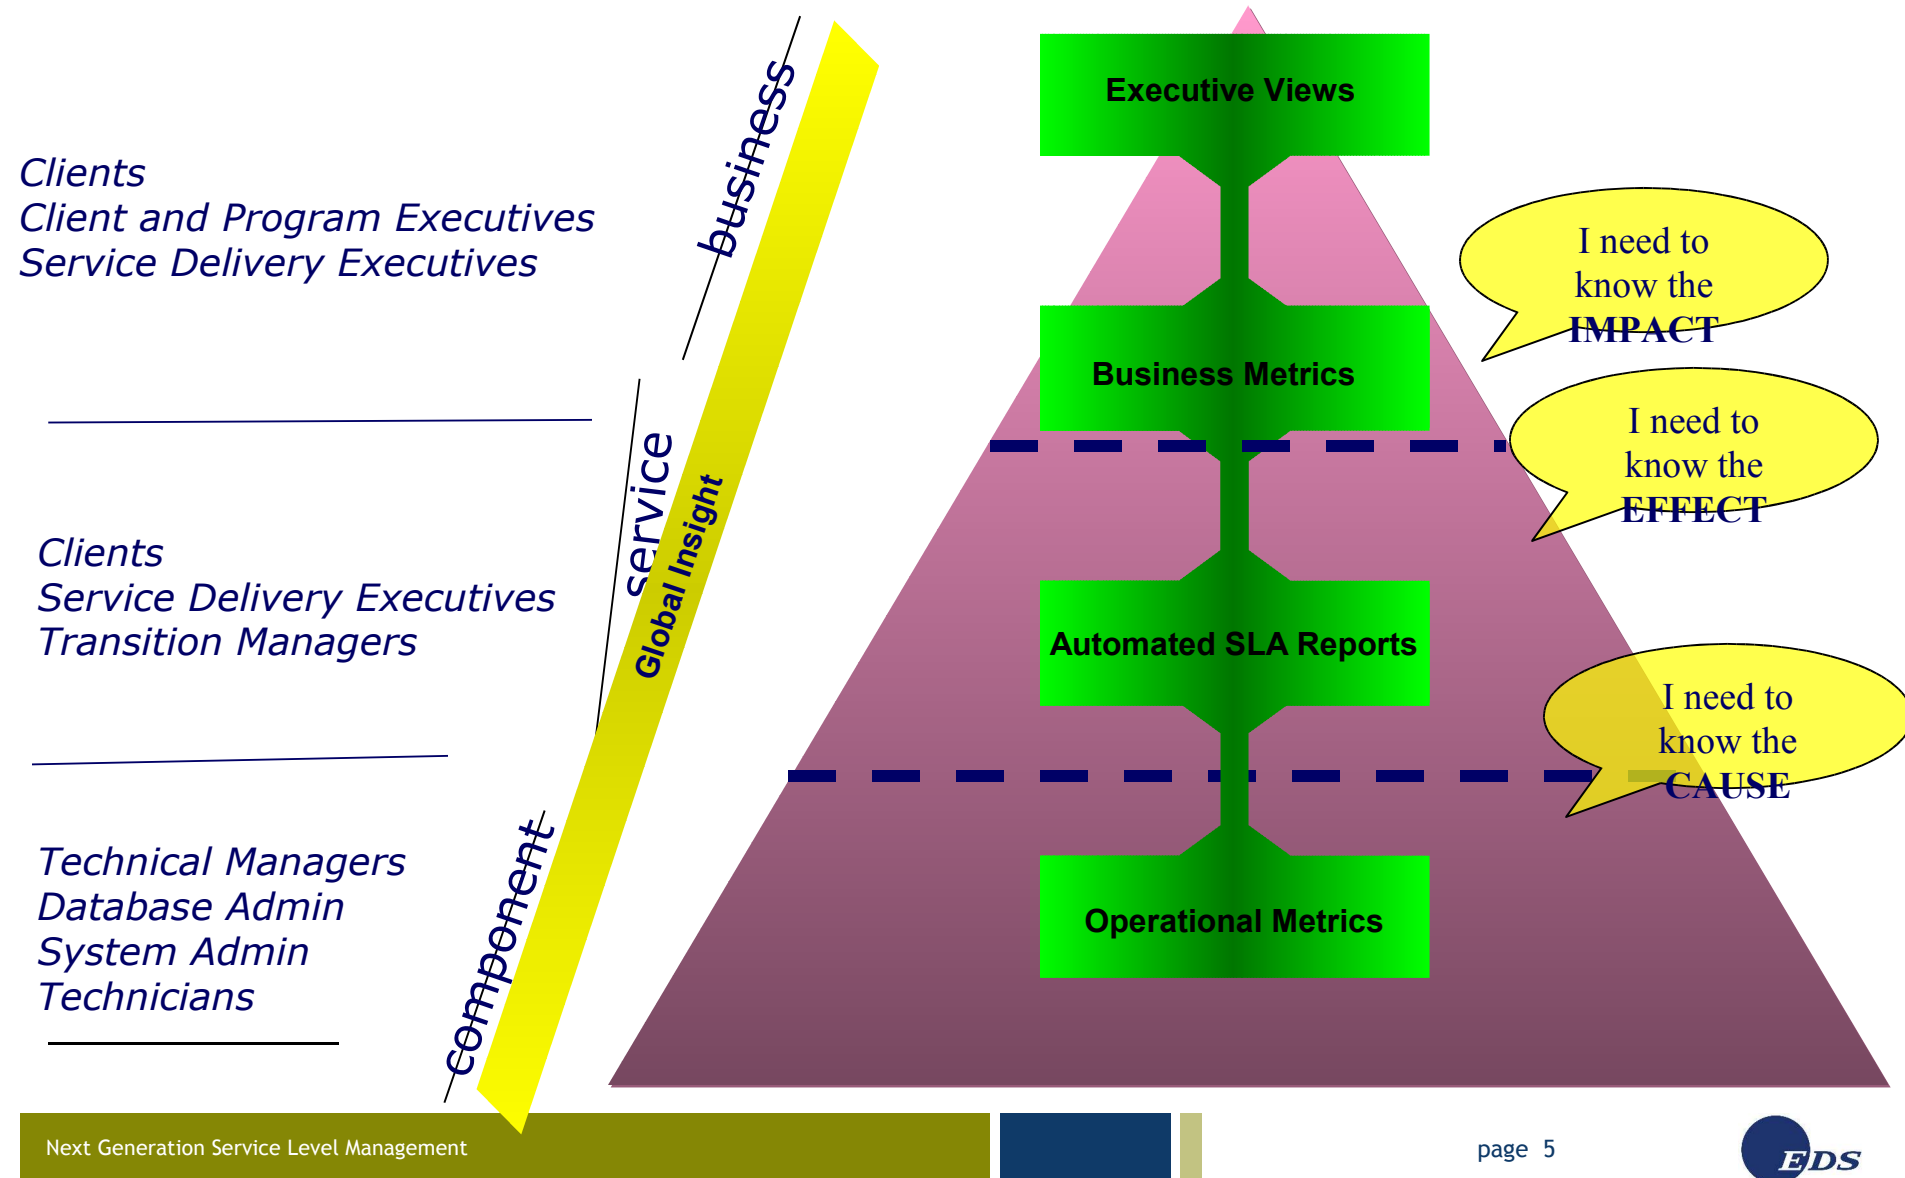 Clients
Client and Program Executives
Service Delivery Executives
Clients
Service Delivery Executives
Transition Managers
Technical Managers
Database Admin
System Admin
Technicians
business
service
component
Global Insight
Executive Views
Business Metrics
Automated SLA Reports
Operational Metrics
I need to
know the
IMPACT
I need to
know the
EFFECT
I need to
know the
CAUSE
Next Generation Service Level Management
page 5
EDS